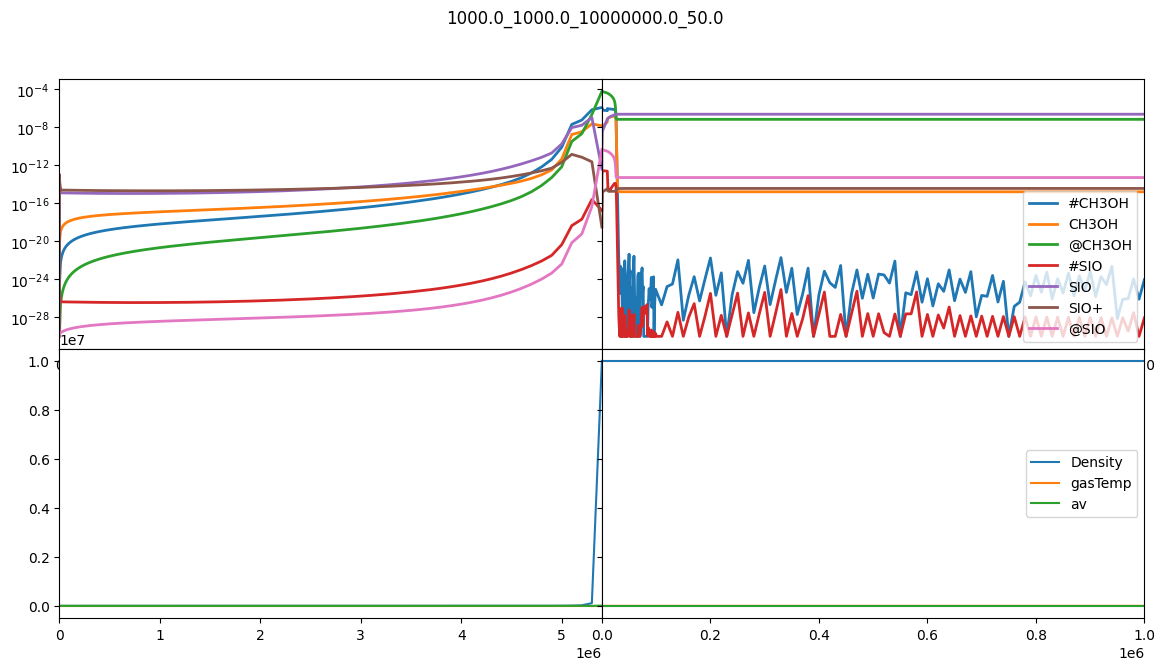 1000.0_1000.0_10000000.0_50.0
10⁻⁴
10⁻⁸
10⁻¹²
10⁻¹⁶
10⁻²⁰
10⁻²⁴
10⁻²⁸
#CH3OH
CH3OH
@CH3OH
#SIO
SIO
SIO+
@SIO
1e7
0
0
1.0
0.8
0.6
0.4
0.2
0.0
Density
gasTemp
av
0 1 2 3 4 5 0.0 0.2 0.4 0.6 0.8 1.0
1e6 1e6